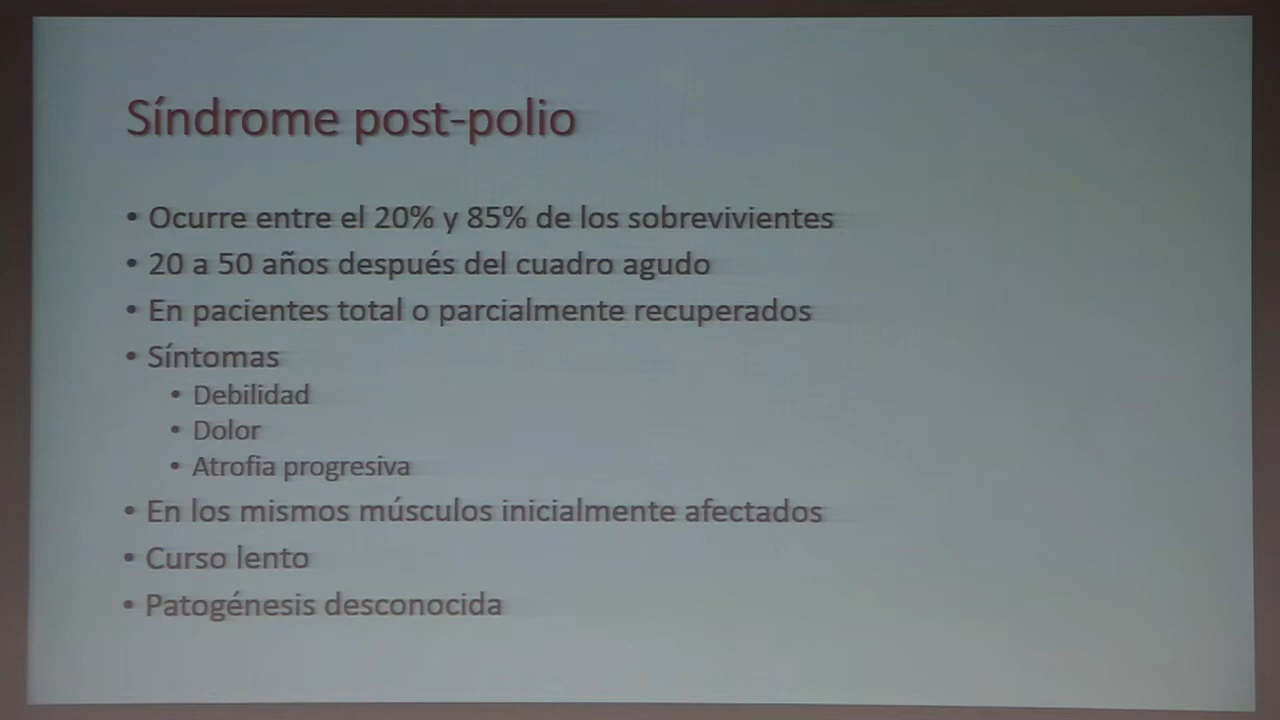 Síndrome post-polio
• Ocurre entre el 20% y 85% de los sobrevivientes
• 20 a 50 años después del cuadro agudo
• En pacientes total o parcialmente recuperados
• Síntomas
• Debilidad
• Dolor
• Atrofia progresiva
• En los mismos músculos inicialmente afectados
• Curso lento
• Patogénesis desconocida